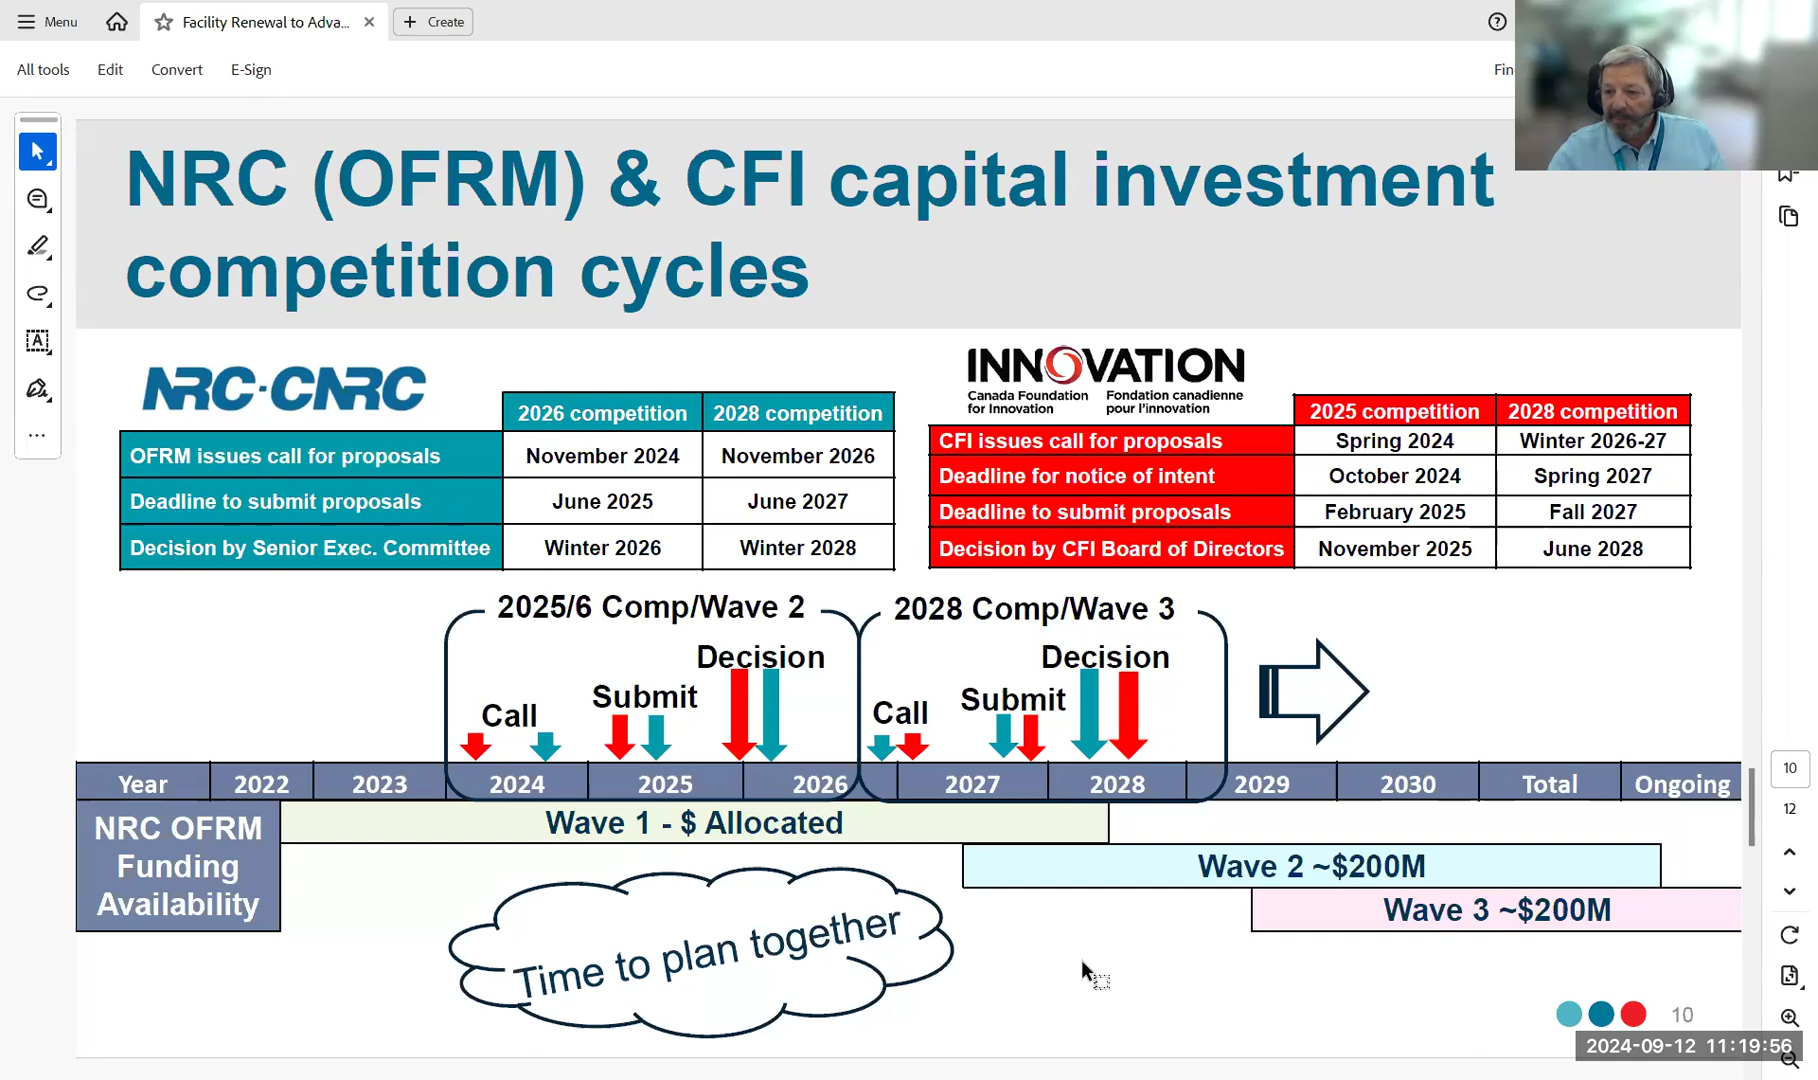 Menu
Facility Renewal to Adva...
Create
All tools
Edit
Convert
E-Sign
NRC (OFRM) & CFI capital investment
competition cycles
NRC·CNRC
2026 competition 2028 competition
OFRM issues call for proposals November 2024 November 2026
Deadline to submit proposals June 2025 June 2027
Decision by Senior Exec. Committee Winter 2026 Winter 2028
INNOVATION
Canada Foundation Fondation canadienne
for Innovation pour l'innovation
2025 competition 2028 competition
CFI issues call for proposals Spring 2024 Winter 2026-27
Deadline for notice of intent October 2024 Spring 2027
Deadline to submit proposals February 2025 Fall 2027
Decision by CFI Board of Directors November 2025 June 2028
2025/6 Comp/Wave 2
Call
Submit
Decision
2028 Comp/Wave 3
Call
Submit
Decision
Year 2022 2023 2024 2025 2026 2027 2028 2029 2030 Total Ongoing
NRC OFRM
Funding
Availability
Wave 1 - $ Allocated
Wave 2 ~$200M
Wave 3 ~$200M
Time to plan together
10
10
12
2024-09-12 11:19:56